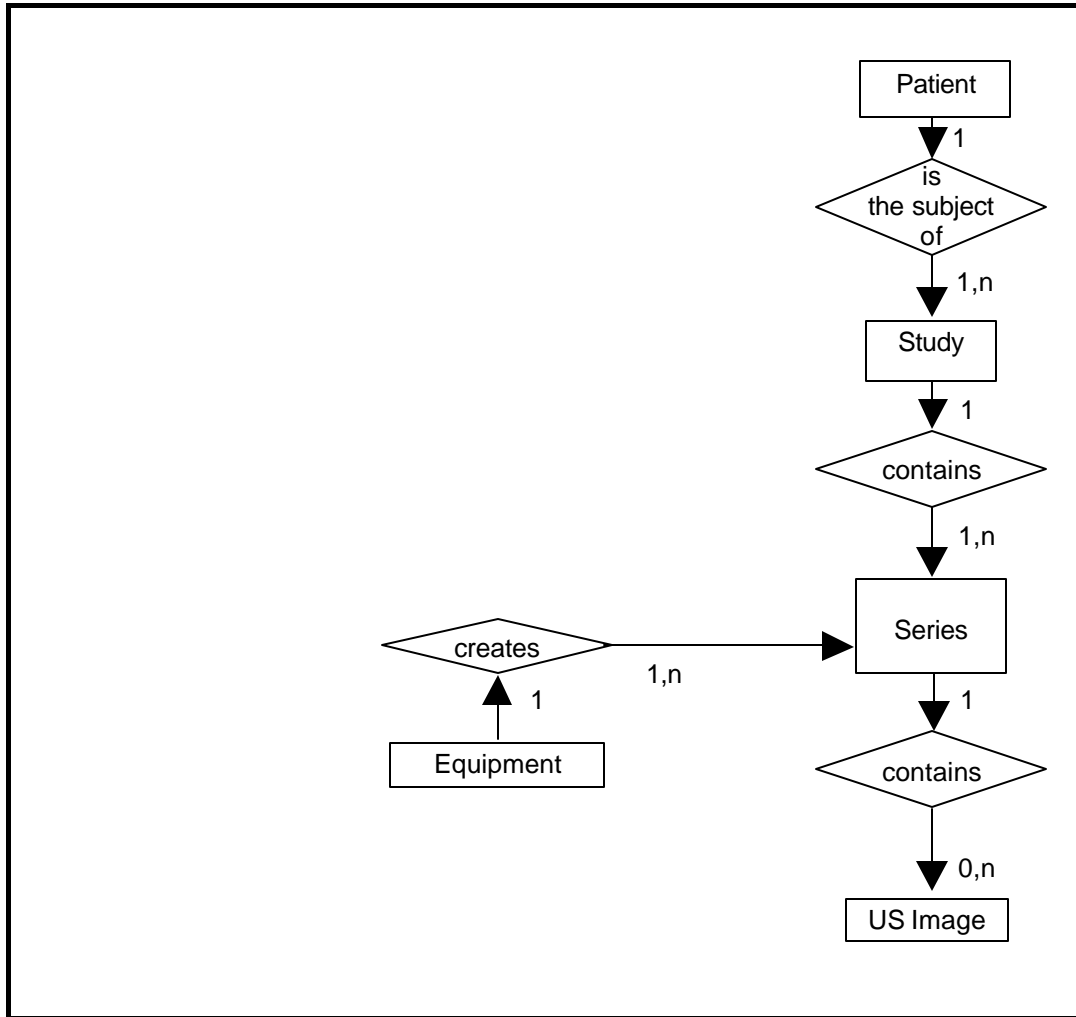 Patient
1
is
the subject
of
1,n
Study
1
contains
1,n
Series
creates
1,n
1
1
Equipment
contains
0,n
US Image